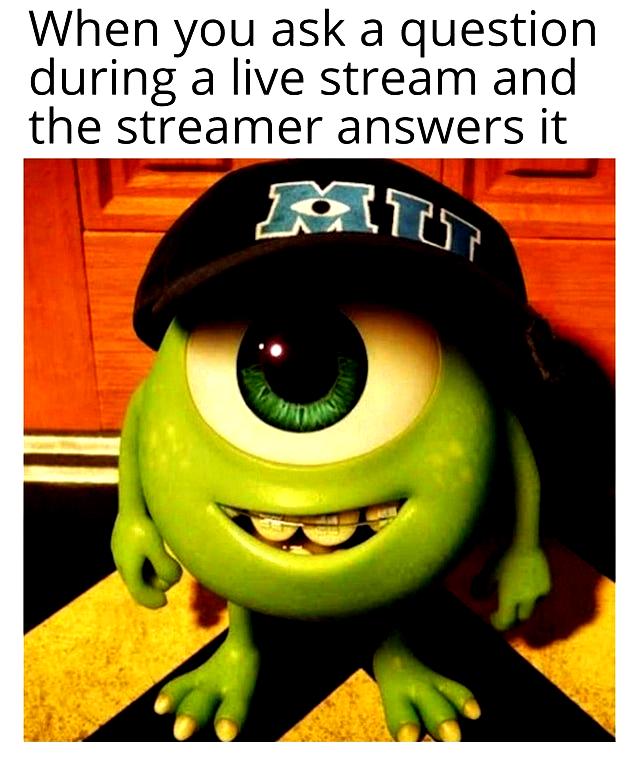 When you ask a question
during a live stream and
the streamer answers it
MU